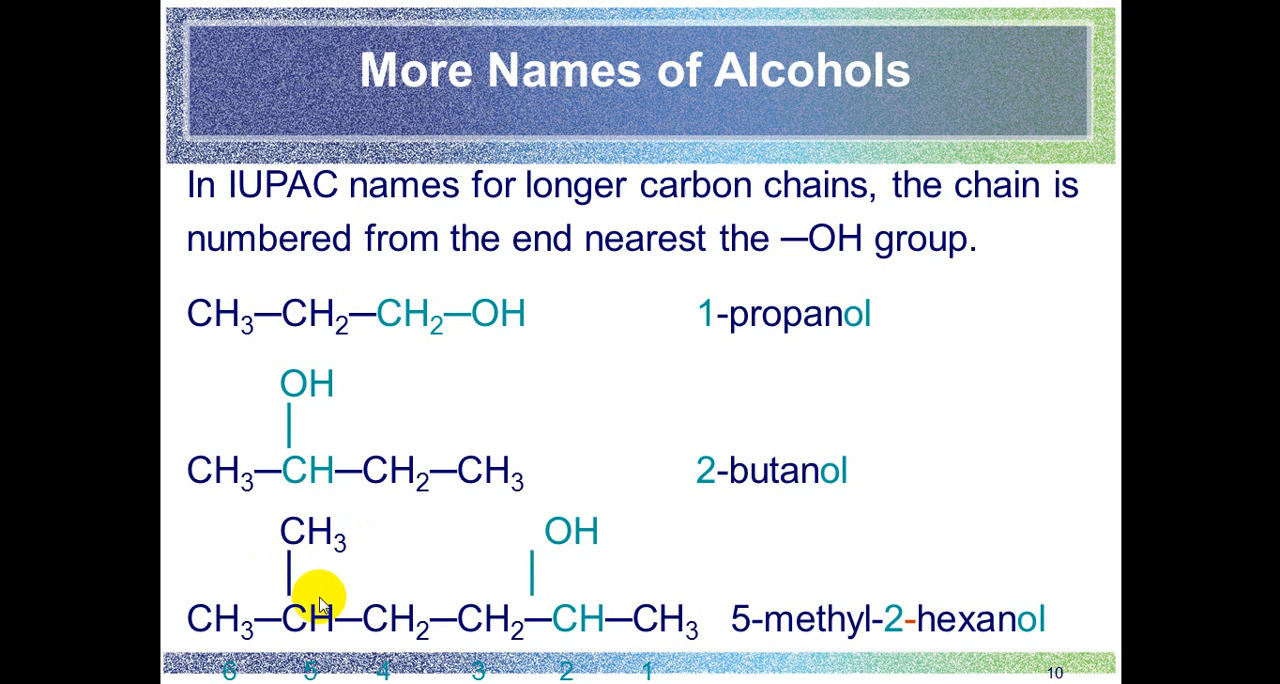 More Names of Alcohols
In IUPAC names for longer carbon chains, the chain is
numbered from the end nearest the —OH group.
CH₃—CH₂—CH₂—OH 1-propanol
OH
CH₃—CH—CH₂—CH₃ 2-butanol
CH₃ OH
CH₃—CH—CH₂—CH₂—CH—CH₃ 5-methyl-2-hexanol
6 5 4 3 2 1 10